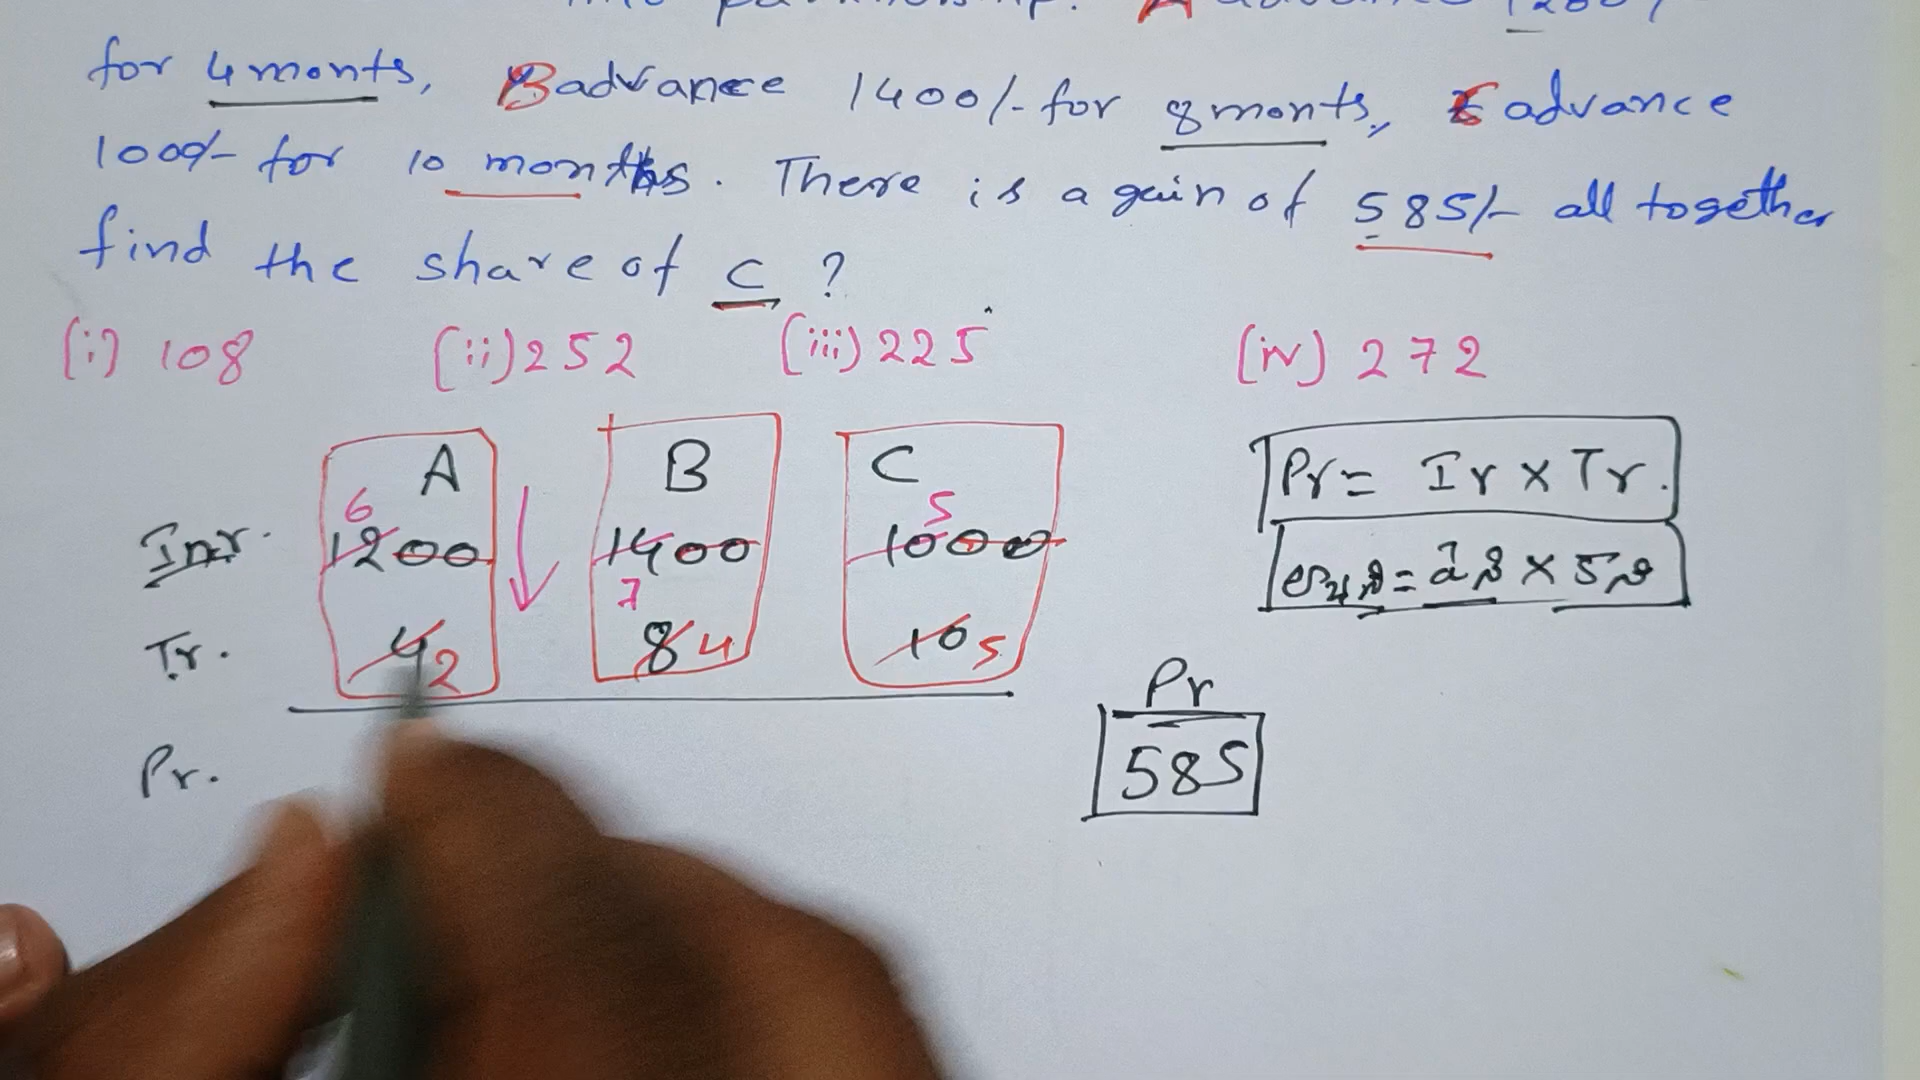 for 4 monts, B advance 1400/- for 8 monts, C advance
1000/- for 10 months. There is a gain of 585/- all together
find the share of C ?
(i) 108 (ii) 252 (iii) 225 (iv) 272
A B C
6 5
Inr. 1200 1400 1000
7
Tr. 4 2 8 4 10 5
Pr.
Pr = Ir x Tr.
Pr
585